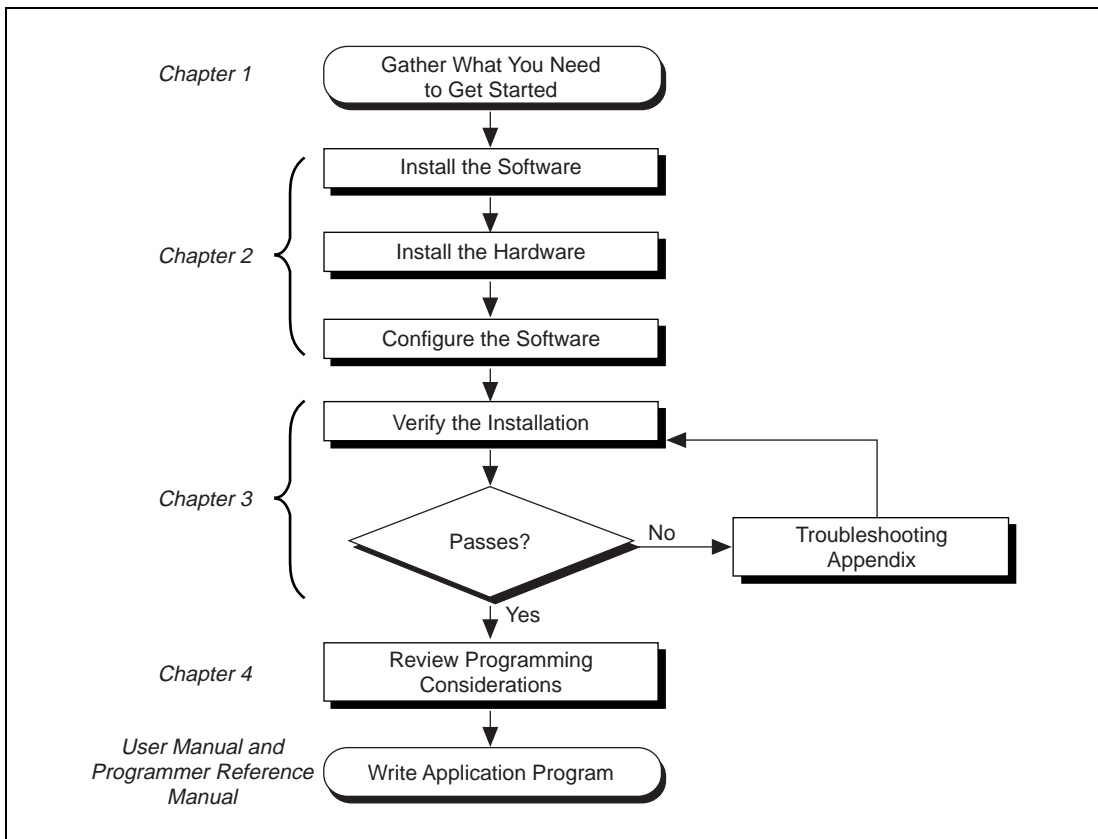 Chapter 1
Gather What You Need
to Get Started
Install the Software
Chapter 2
Install the Hardware
Configure the Software
Verify the Installation
Chapter 3
Passes?
No
Troubleshooting
Appendix
Yes
Chapter 4
Review Programming
Considerations
User Manual and
Programmer Reference
Manual
Write Application Program